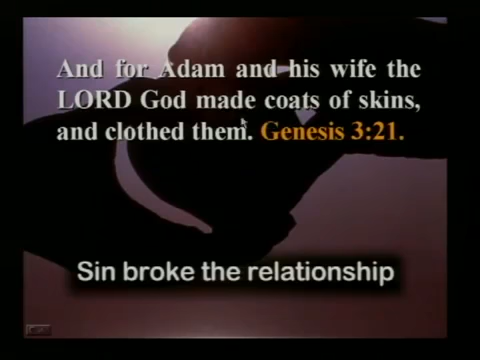 And for Adam and his wife the
LORD God made coats of skins,
and clothed them. Genesis 3:21.
Sin broke the relationship